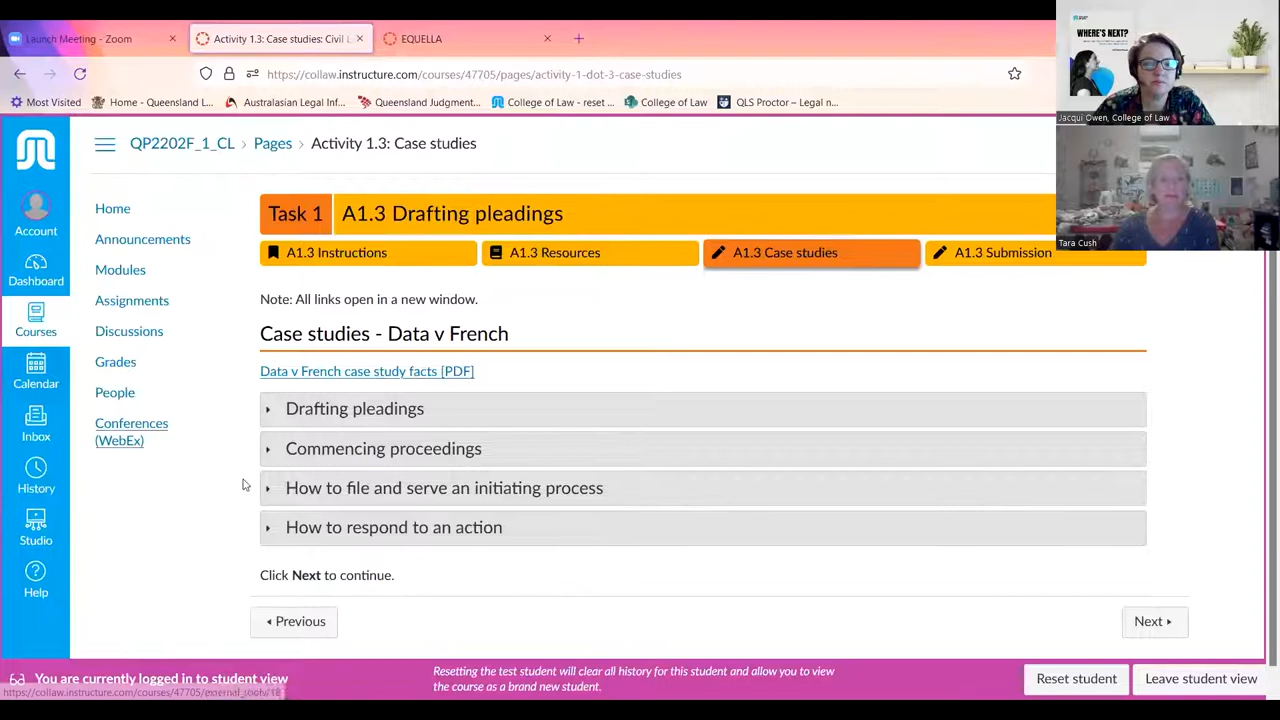 Launch Meeting - Zoom
Activity 1.3: Case studies: Civil L
EQUELLA
https://collaw.instructure.com/courses/47705/pages/activity-1-dot-3-case-studies
Most Visited
Home - Queensland L...
Australasian Legal Inf...
Queensland Judgment...
College of Law - reset ...
College of Law
QLS Proctor – Legal n...
WHERE'S NEXT?
Jacqui Owen, College of Law
Tara Cush
QP2202F_1_CL › Pages › Activity 1.3: Case studies
Account
Dashboard
Courses
Calendar
Inbox
History
Studio
Help
Home
Announcements
Modules
Assignments
Discussions
Grades
People
Conferences
(WebEx)
Task 1 A1.3 Drafting pleadings
A1.3 Instructions
A1.3 Resources
A1.3 Case studies
A1.3 Submission
Note: All links open in a new window.
Case studies - Data v French
Data v French case study facts [PDF]
Drafting pleadings
Commencing proceedings
How to file and serve an initiating process
How to respond to an action
Click Next to continue.
Previous
Next
You are currently logged in to student view
Resetting the test student will clear all history for this student and allow you to view
the course as a brand new student.
Reset student
Leave student view